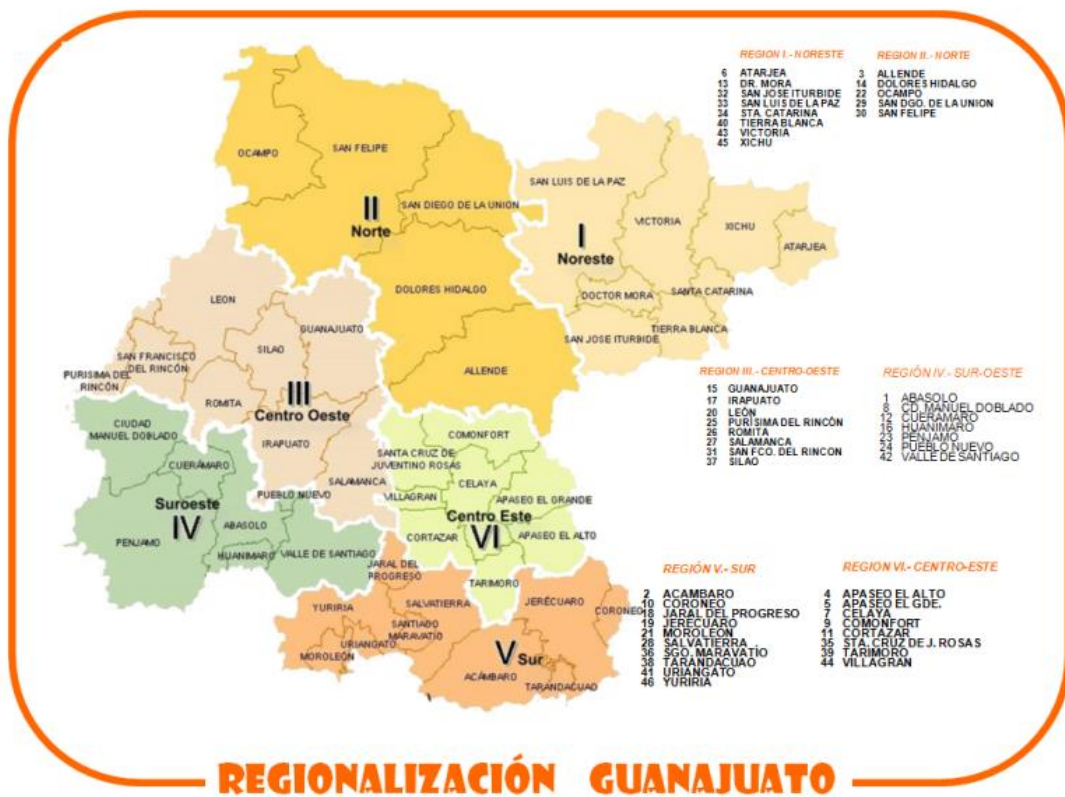 REGION I.- NORESTE
6 ATARJEA
13 DR. MORA
32 SAN JOSE ITURBIDE
33 SAN LUIS DE LA PAZ
34 STA. CATARINA
40 TIERRA BLANCA
43 VICTORIA
45 XICHU
REGION II.- NORTE
3 ALLENDE
14 DOLORES HIDALGO
22 OCAMPO
29 SAN DGO. DE LA UNION
30 SAN FELIPE
OCAMPO
SAN FELIPE
SAN DIEGO DE LA UNION
II
Norte
DOLORES HIDALGO
ALLENDE
SAN LUIS DE LA PAZ
VICTORIA
XICHU
ATARJEA
I
Noreste
DOCTOR MORA
SANTA CATARINA
TIERRA BLANCA
SAN JOSE ITURBIDE
LEON
GUANAJUATO
SILAO
SAN FRANCISCO
DEL RINCÓN
PURISIMA DEL
RINCÓN
ROMITA
III
Centro Oeste
IRAPUATO
SALAMANCA
REGION III.- CENTRO-OESTE
15 GUANAJUATO
17 IRAPUATO
20 LEÓN
25 PURÍSIMA DEL RINCÓN
26 ROMITA
27 SALAMANCA
31 SAN FCO. DEL RINCON
37 SILAO
REGIÓN IV.- SUR-OESTE
1 ABASOLO
8 CD. MANUEL DOBLADO
12 CUERAMARO
16 HUANIMARO
23 PENJAMO
24 PUEBLO NUEVO
42 VALLE DE SANTIAGO
CIUDAD
MANUEL DOBLADO
CUERÁMARO
Suroeste
IV
PENJAMO
ABASOLO
HUANIMARO
PUEBLO NUEVO
VALLE DE SANTIAGO
COMONFORT
SANTA CRUZ DE
JUVENTINO ROSAS
CELAYA
VILLAGRAN
APASEO EL GRANDE
Centro Este
VI
CORTAZAR
APASEO EL ALTO
TARIMORO
JARAL DEL
PROGRESO
YURIRIA
SALVATIERRA
JERÉCUARO
CORONEO
SANTIAGO
MARAVATÍO
URIANGATO
MOROLEÓN
V Sur
ACÁMBARO
TARANDACUAO
REGIÓN V.- SUR
2 ACAMBARO
10 CORONEO
18 JARAL DEL PROGRESO
19 JERECUARO
21 MOROLEON
28 SALVATIERRA
36 SGO. MARAVATÍO
38 TARANDACUAO
41 URIANGATO
46 YURIRIA
REGION VI.- CENTRO-ESTE
4 APASEO EL ALTO
5 APASEO EL GDE.
7 CELAYA
9 COMONFORT
11 CORTAZAR
35 STA. CRUZ DE J. ROSAS
39 TARIMORO
44 VILLAGRAN
REGIONALIZACIÓN GUANAJUATO